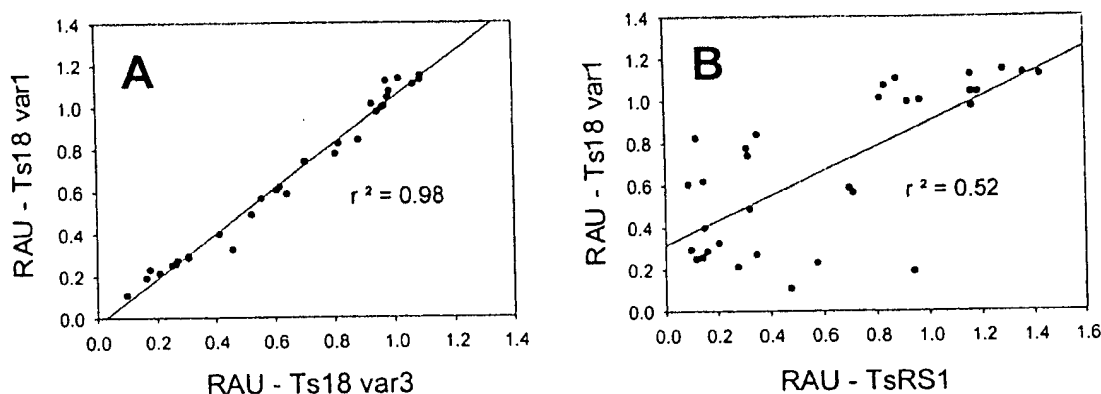 A
RAU - Ts18 var1
1.4
1.2
1.0
0.8
0.6
0.4
0.2
0.0
r ² = 0.98
0.0 0.2 0.4 0.6 0.8 1.0 1.2 1.4
RAU - Ts18 var3
B
RAU - Ts18 var1
1.4
1.2
1.0
0.8
0.6
0.4
0.2
0.0
r ² = 0.52
0.0 0.2 0.4 0.6 0.8 1.0 1.2 1.4 1.6
RAU - TsRS1